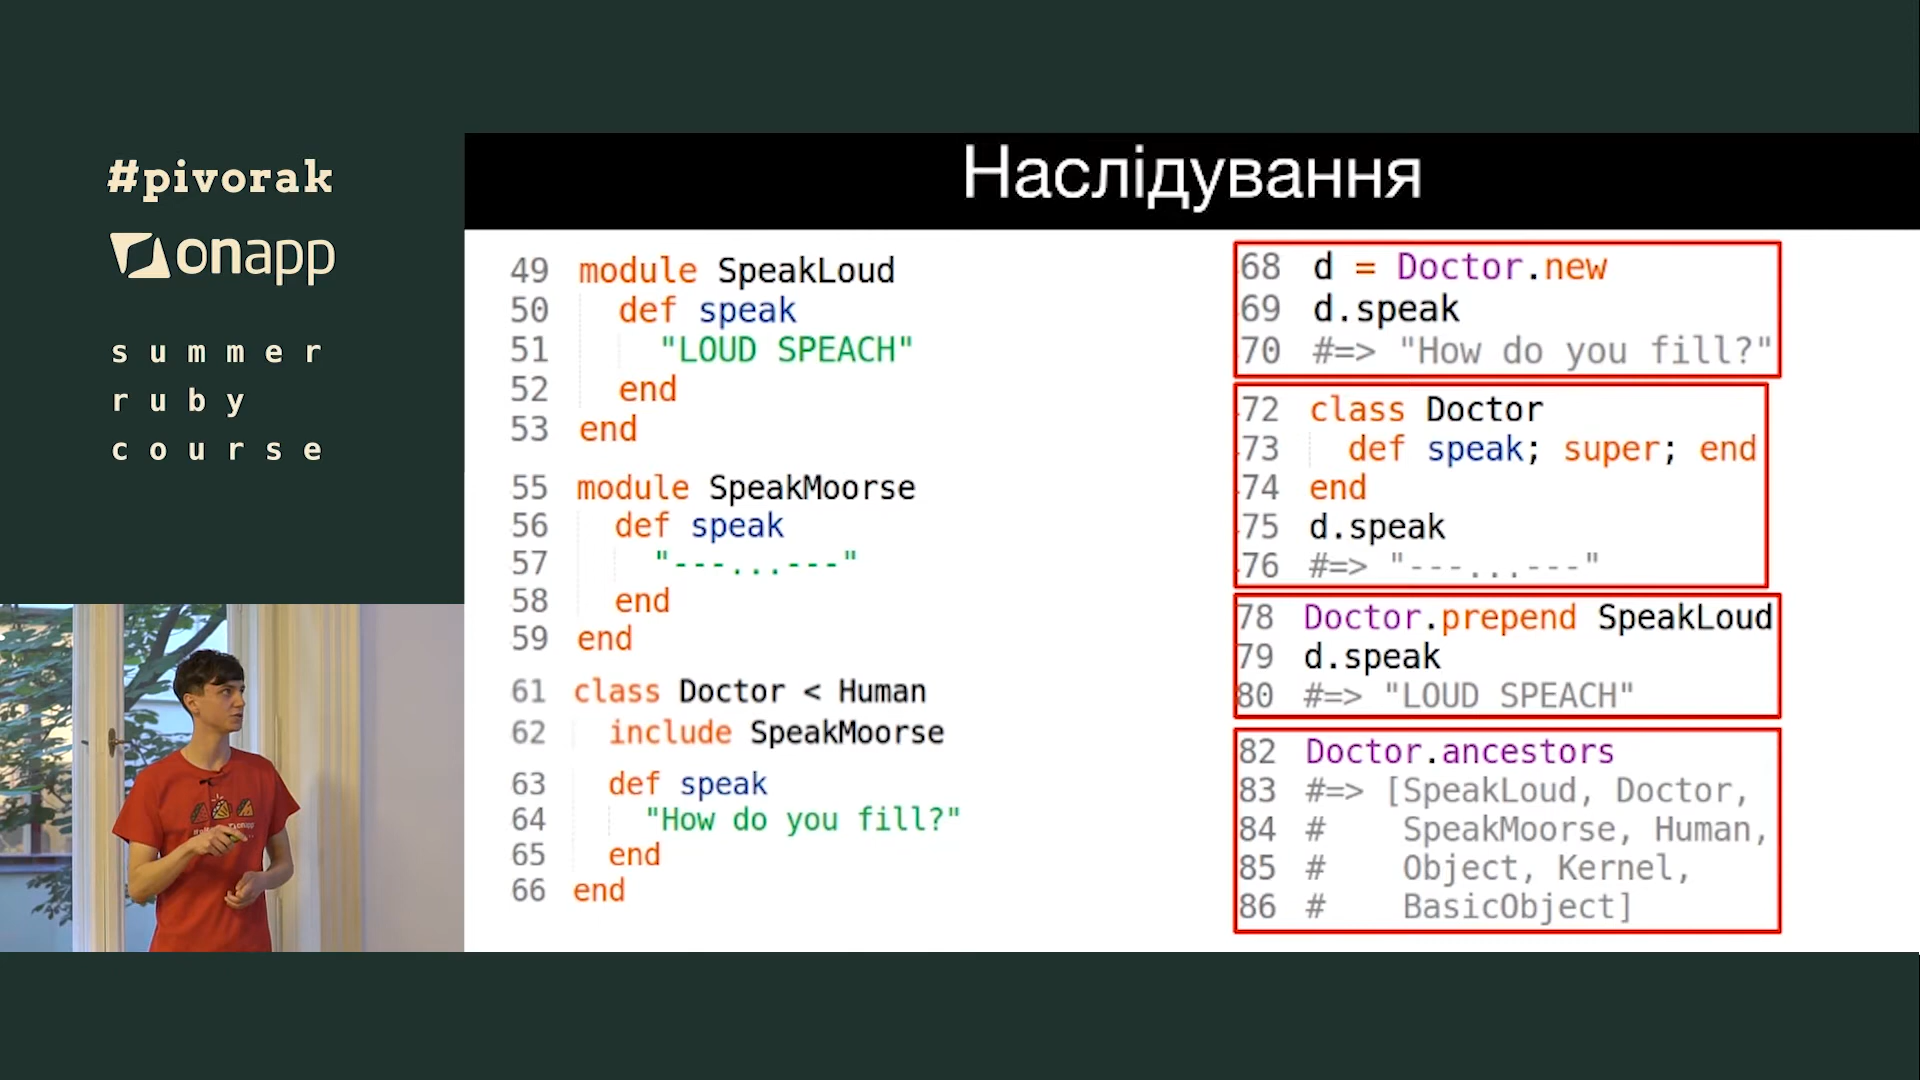 #pivorak
onapp
summer
ruby
course
Наслідування
49 module SpeakLoud
50 def speak
51 "LOUD SPEACH"
52 end
53 end
55 module SpeakMoorse
56 def speak
57 "---...---"
58 end
59 end
61 class Doctor < Human
62 include SpeakMoorse
63 def speak
64 "How do you fill?"
65 end
66 end
68 d = Doctor.new
69 d.speak
70 #=> "How do you fill?"
72 class Doctor
73 def speak; super; end
74 end
75 d.speak
76 #=> "---...---"
78 Doctor.prepend SpeakLoud
79 d.speak
80 #=> "LOUD SPEACH"
82 Doctor.ancestors
83 #=> [SpeakLoud, Doctor,
84 # SpeakMoorse, Human,
85 # Object, Kernel,
86 # BasicObject]